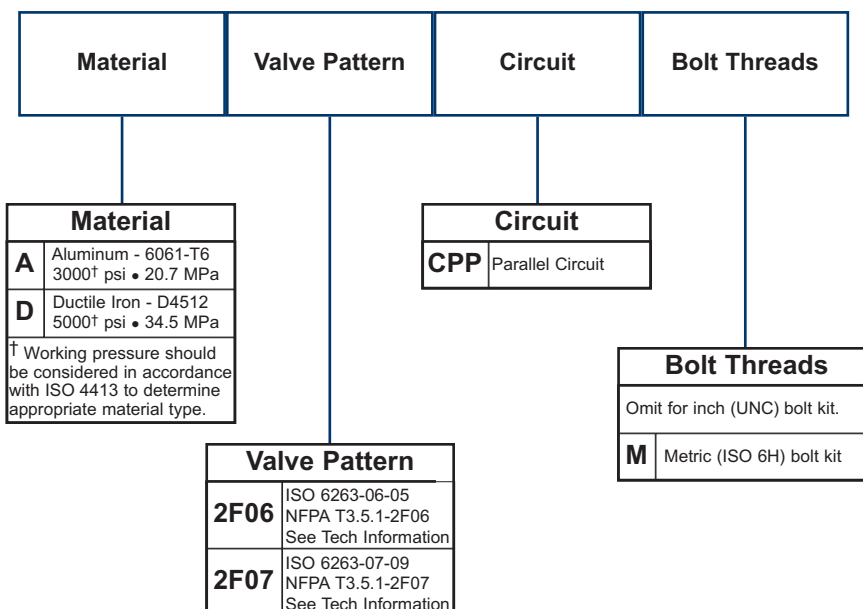 Material Valve Pattern Circuit Bolt Threads
Material
A Aluminum - 6061-T6
3000† psi • 20.7 MPa
D Ductile Iron - D4512
5000† psi • 34.5 MPa
† Working pressure should
be considered in accordance
with ISO 4413 to determine
appropriate material type.
Circuit
CPP Parallel Circuit
Bolt Threads
Omit for inch (UNC) bolt kit.
M Metric (ISO 6H) bolt kit
Valve Pattern
2F06 ISO 6263-06-05
NFPA T3.5.1-2F06
See Tech Information
2F07 ISO 6263-07-09
NFPA T3.5.1-2F07
See Tech Information